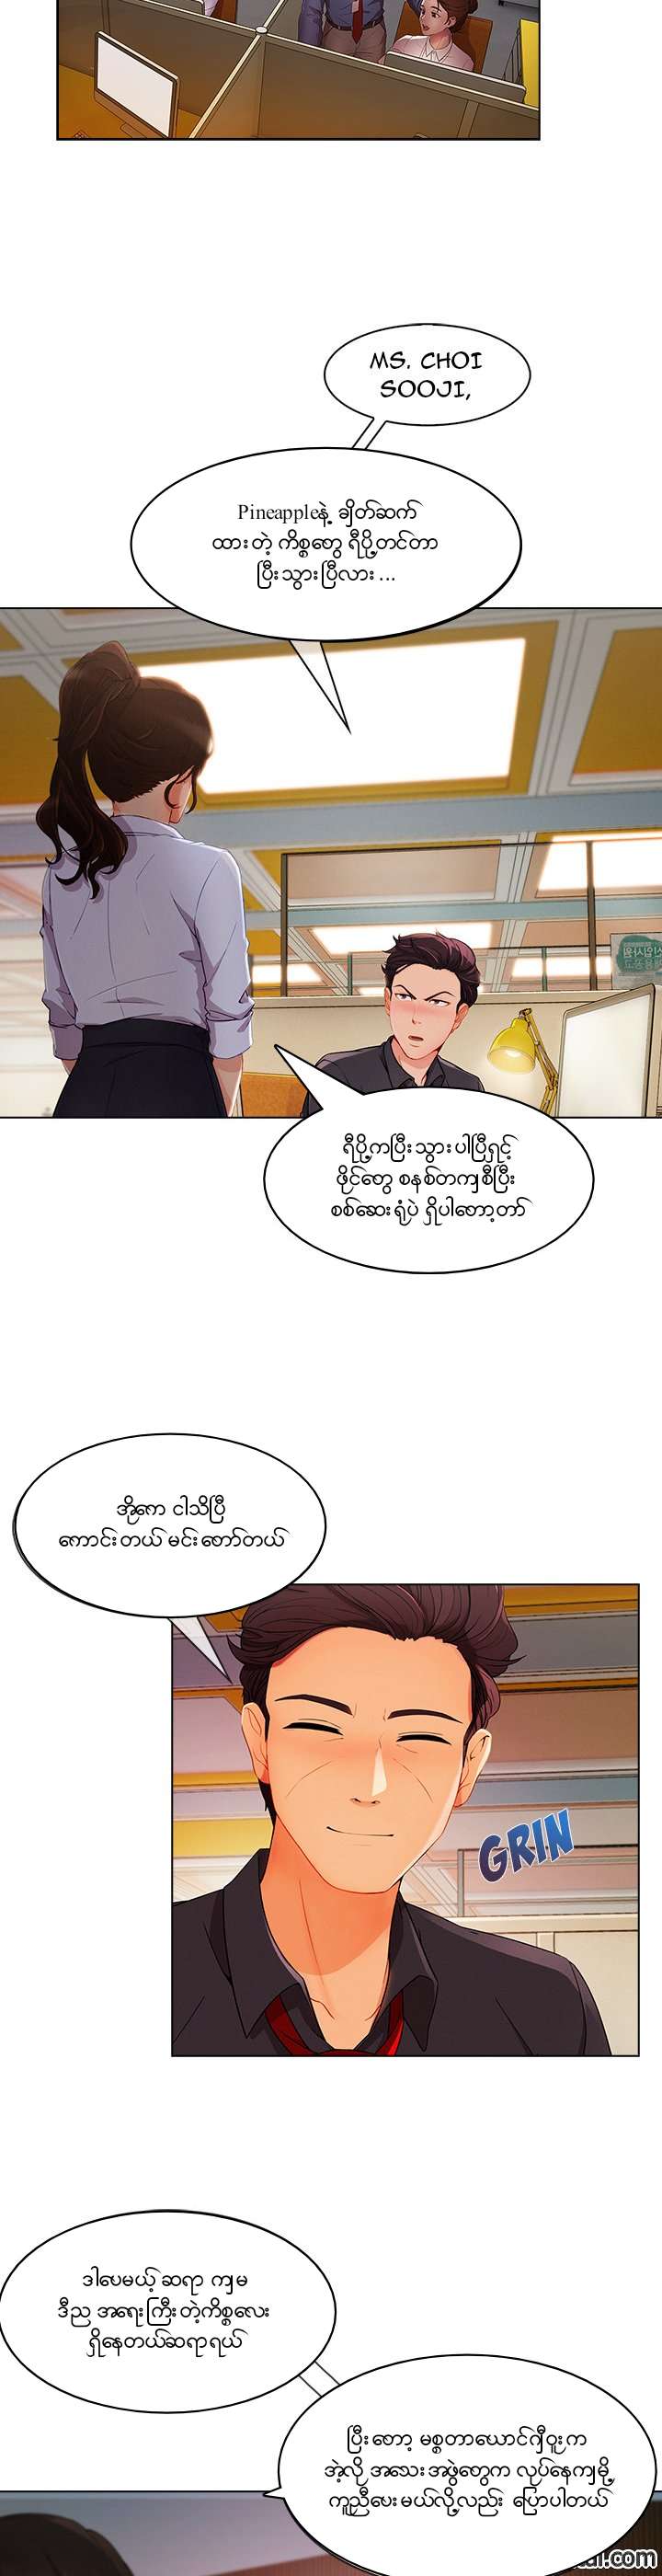 MS. CHOI
SOOJI,
Pineappleနဲ့ ချိတ်ဆက်
ထားတဲ့ ကိစ္စတွေ ရီပို့တင်တာ
ပြီးသွားပြီလား...
신입사원
ရီပို့ကပြီးသွားပါပြီရှင့်
ဖိုင်တွေ စနစ်တကျစီပြီး
စစ်ဆေးရုံပဲ ရှိပါတော့တာ်
အိုကေ ငါသိပြီ
ကောင်းတယ် မင်းတော်တယ်
GRIN
ဒါပေမယ့် ဆရာ ကျမ
ဒီည အရေးကြီးတဲ့ကိစ္စလေး
ရှိနေတယ်ဆရာရယ်
ပြီးတော့ မစ္စတာယောင်ဂှီဝူးက
အဲ့လို အသေးအဖွဲတွေက လုပ်နေကျမို့
ကူညီပေးမယ်လို့လည်း ပြောပါတယ်